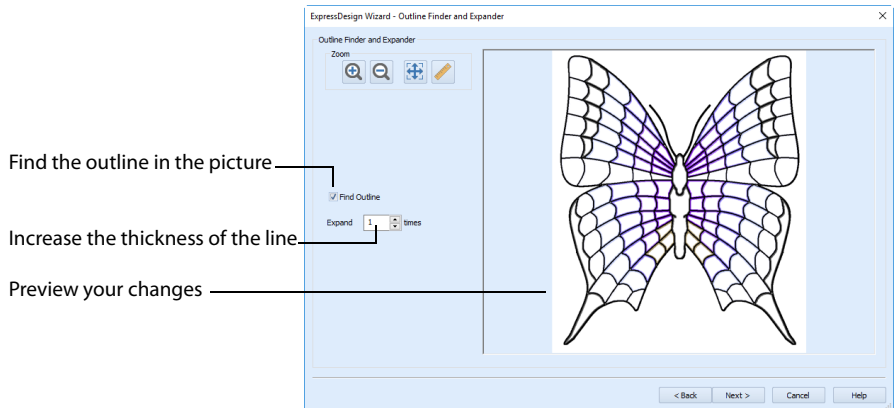 ExpressDesign Wizard - Outline Finder and Expander
Outline Finder and Expander
Zoom
Find the outline in the picture
Find Outline
Expand 1 times
Increase the thickness of the line
Preview your changes
< Back Next > Cancel Help